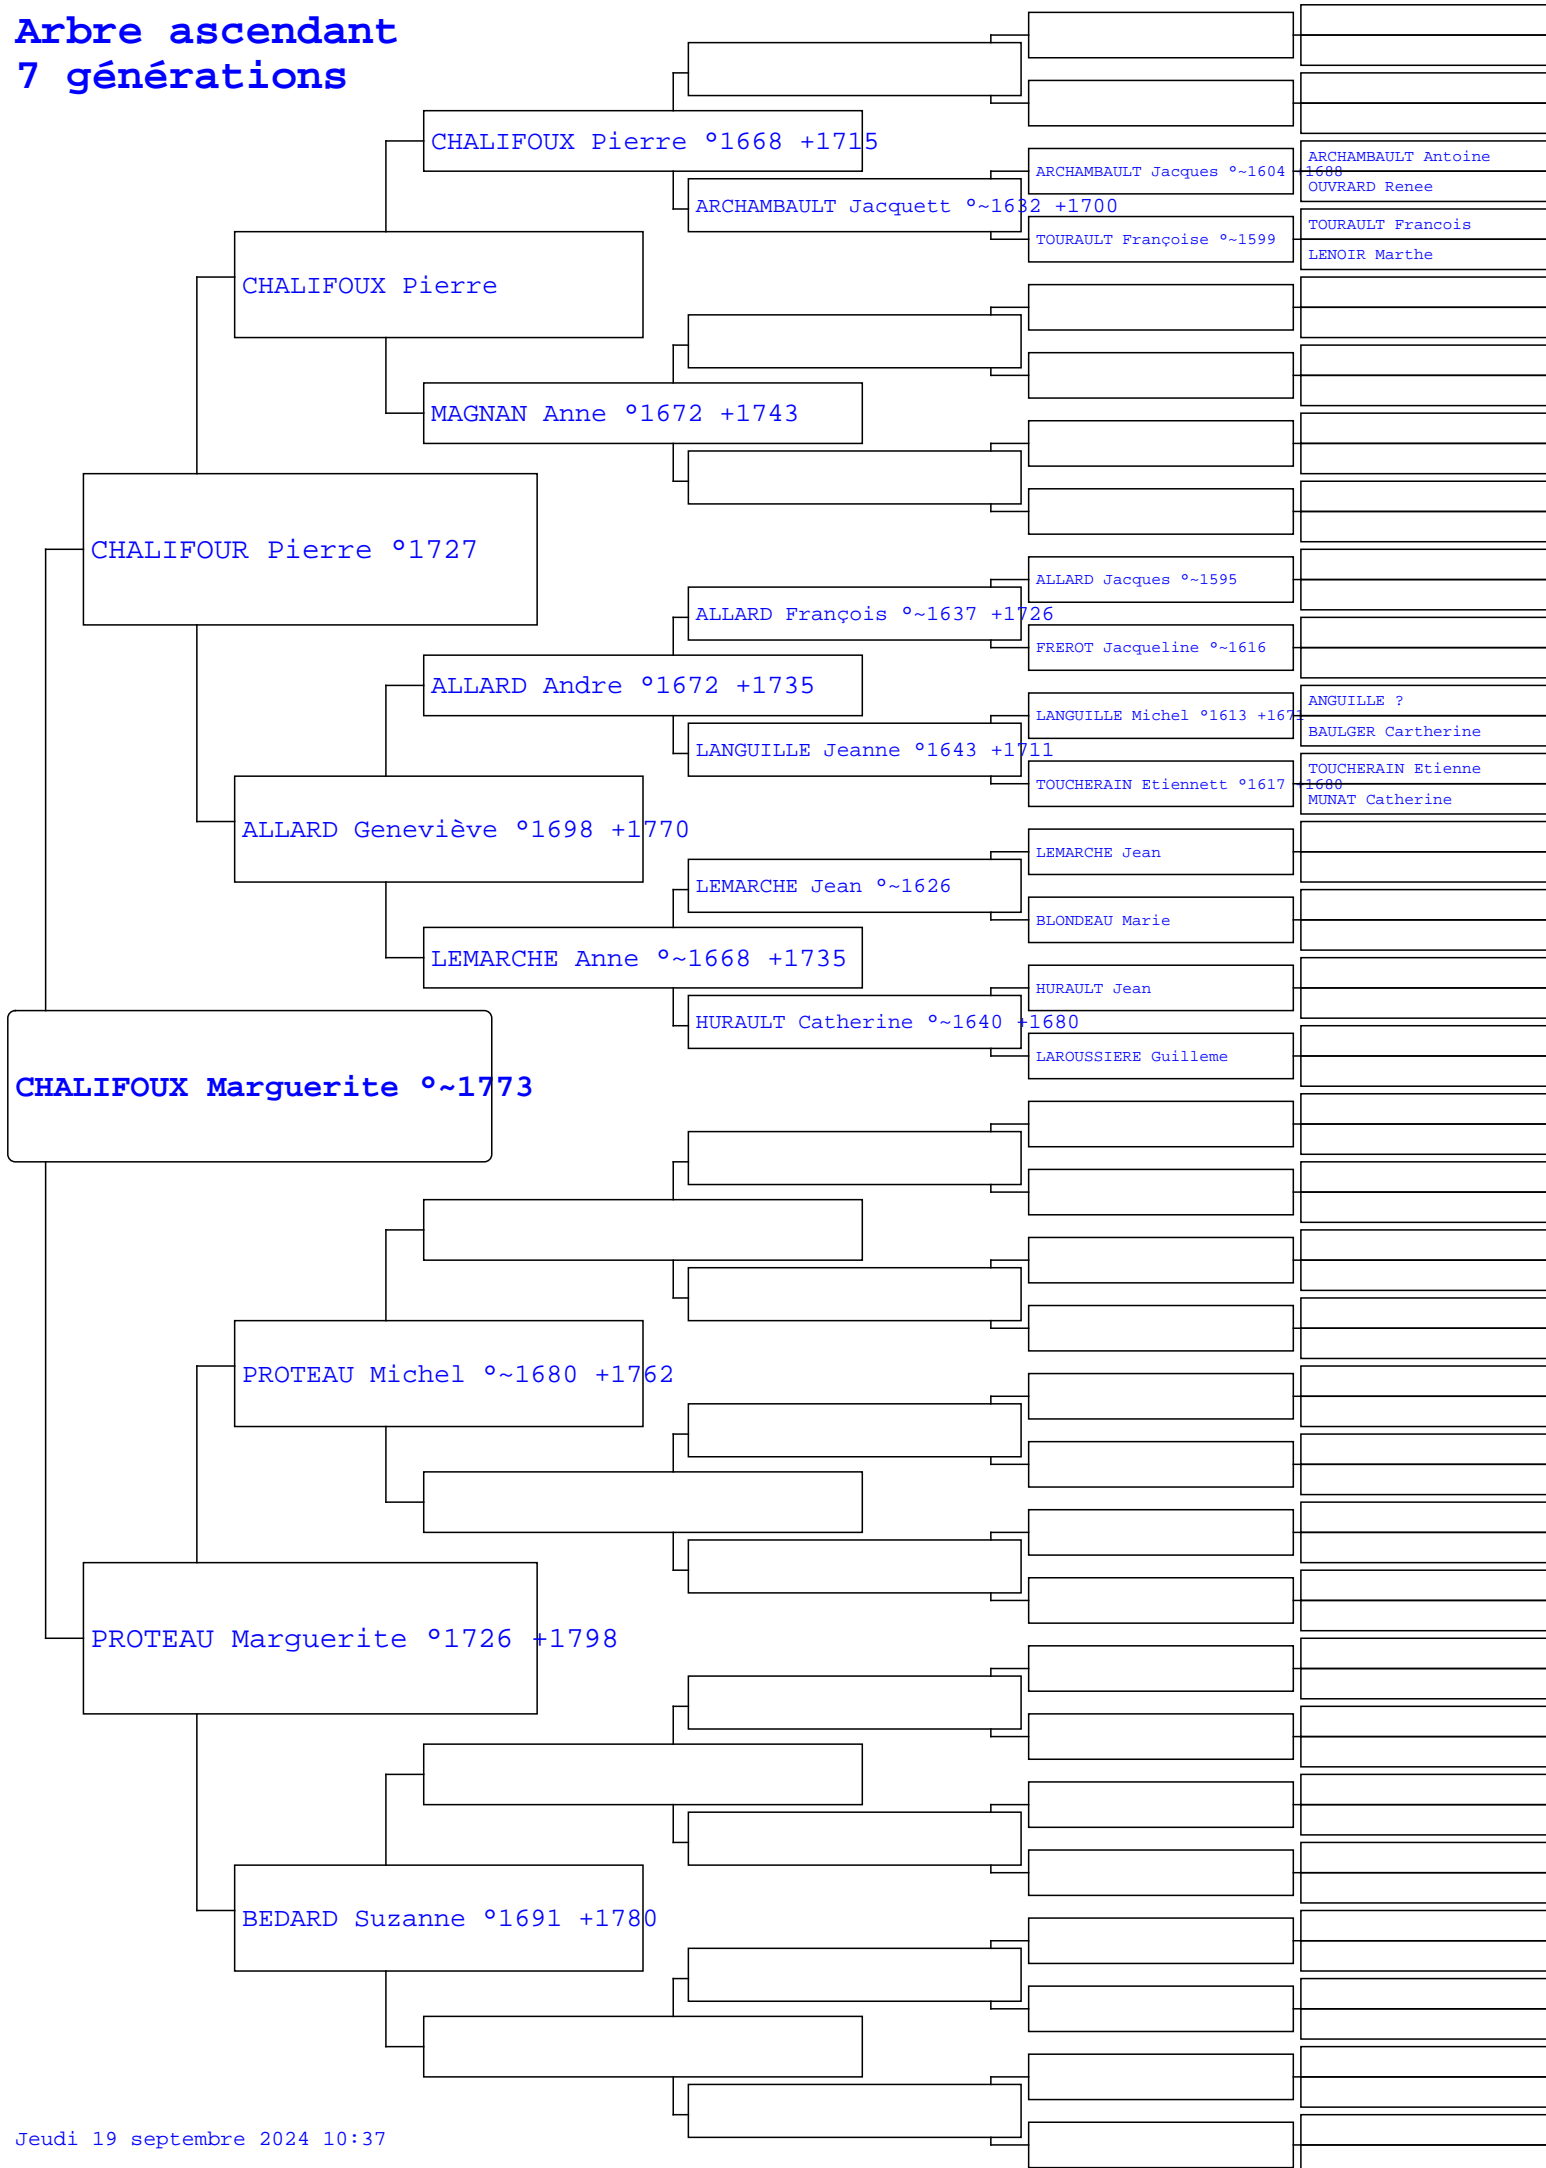 Arbre ascendant
7 générations
CHALIFOUX Pierre °1668 +1715
ARCHAMBAULT Jacques °~1604 +1688
ARCHAMBAULT Antoine
OUVRARD Renee
ARCHAMBAULT Jacquett °~1632 +1700
TOURAULT Françoise °~1599
TOURAULT Francois
LENOIR Marthe
CHALIFOUX Pierre
MAGNAN Anne °1672 +1743
CHALIFOUR Pierre °1727
ALLARD Jacques °~1595
ALLARD François °~1637 +1726
FREROT Jacqueline °~1616
ALLARD Andre °1672 +1735
LANGUILLE Michel °1613 +1671
ANGUILLE ?
BAULGER Cartherine
LANGUILLE Jeanne °1643 +1711
TOUCHERAIN Etiennett °1617 +1680
TOUCHERAIN Etienne
MUNAT Catherine
ALLARD Geneviève °1698 +1770
LEMARCHE Jean
LEMARCHE Jean °~1626
BLONDEAU Marie
LEMARCHE Anne °~1668 +1735
HURAULT Jean
HURAULT Catherine °~1640 +1680
LAROUSSIERE Guilleme
CHALIFOUX Marguerite °~1773
PROTEAU Michel °~1680 +1762
PROTEAU Marguerite °1726 +1798
BEDARD Suzanne °1691 +1780
Jeudi 19 septembre 2024 10:37